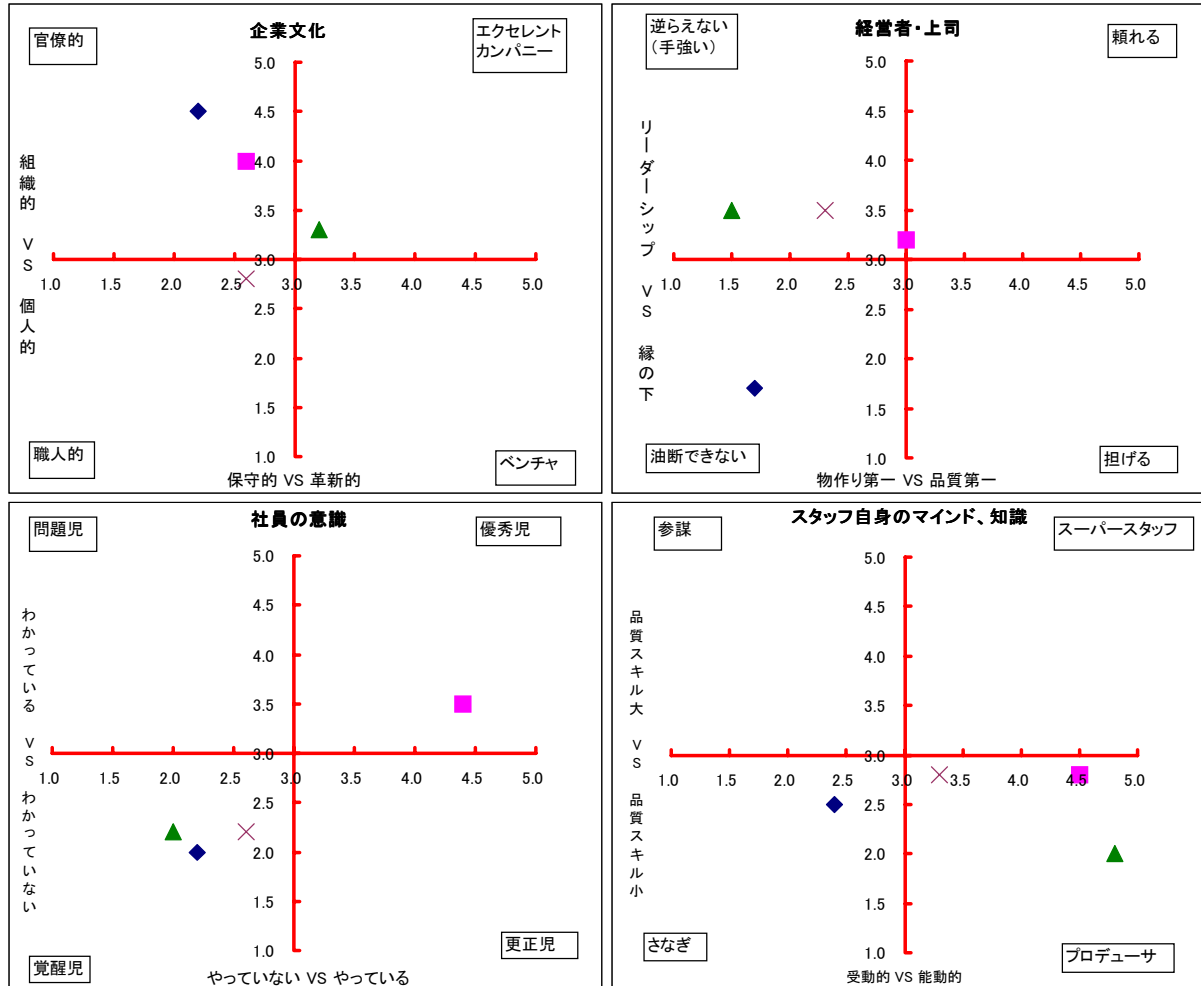 企業文化
官僚的
エクセレント
カンパニー
5.0
4.5
4.0
3.5
3.0
1.0 1.5 2.0 2.5 3.0 3.5 4.0 4.5 5.0
2.5
2.0
1.5
1.0
組織的 VS 個人的
職人的
ベンチャ
保守的 VS 革新的
経営者・上司
逆らえない
(手強い)
頼れる
5.0
4.5
4.0
3.5
3.0
1.0 1.5 2.0 2.5 3.0 3.5 4.0 4.5 5.0
2.5
2.0
1.5
1.0
リーダーシップ VS 縁の下
油断できない
担げる
物作り第一 VS 品質第一
社員の意識
問題児
優秀児
5.0
4.5
4.0
3.5
3.0
1.0 1.5 2.0 2.5 3.0 3.5 4.0 4.5 5.0
2.5
2.0
1.5
1.0
わかっている VS わかっていない
覚醒児
更正児
やっていない VS やっている
スタッフ自身のマインド、知識
参謀
スーパースタッフ
5.0
4.5
4.0
3.5
3.0
1.0 1.5 2.0 2.5 3.0 3.5 4.0 4.5 5.0
2.5
2.0
1.5
1.0
品質スキル大 VS 品質スキル小
さなぎ
プロデューサ
受動的 VS 能動的